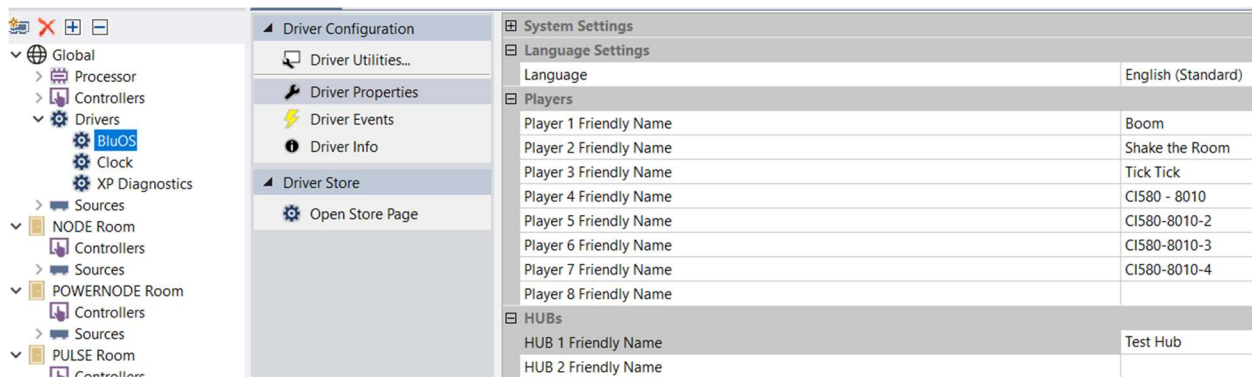 Global
Processor
Controllers
Drivers
BluOS
Clock
XP Diagnostics
Sources
NODE Room
Controllers
Sources
POWERNODE Room
Controllers
Sources
PULSE Room
Controllers
Driver Configuration
Driver Utilities...
Driver Properties
Driver Events
Driver Info
Driver Store
Open Store Page
System Settings
Language Settings
Language English (Standard)
Players
Player 1 Friendly Name Boom
Player 2 Friendly Name Shake the Room
Player 3 Friendly Name Tick Tick
Player 4 Friendly Name CI580 - 8010
Player 5 Friendly Name CI580-8010-2
Player 6 Friendly Name CI580-8010-3
Player 7 Friendly Name CI580-8010-4
Player 8 Friendly Name
HUBs
HUB 1 Friendly Name Test Hub
HUB 2 Friendly Name